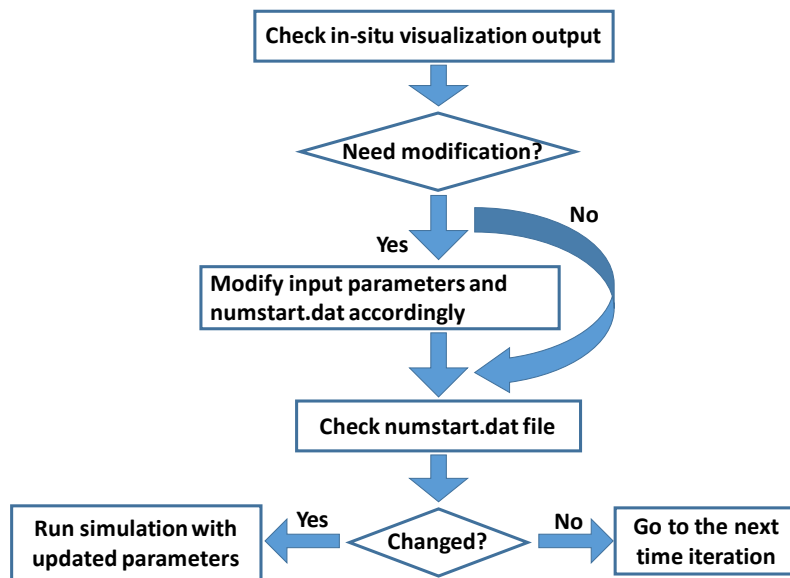 Check in-situ visualization output
Need modification?
No
Yes
Modify input parameters and
numstart.dat accordingly
Check numstart.dat file
Run simulation with
updated parameters
Yes
Changed?
No
Go to the next
time iteration